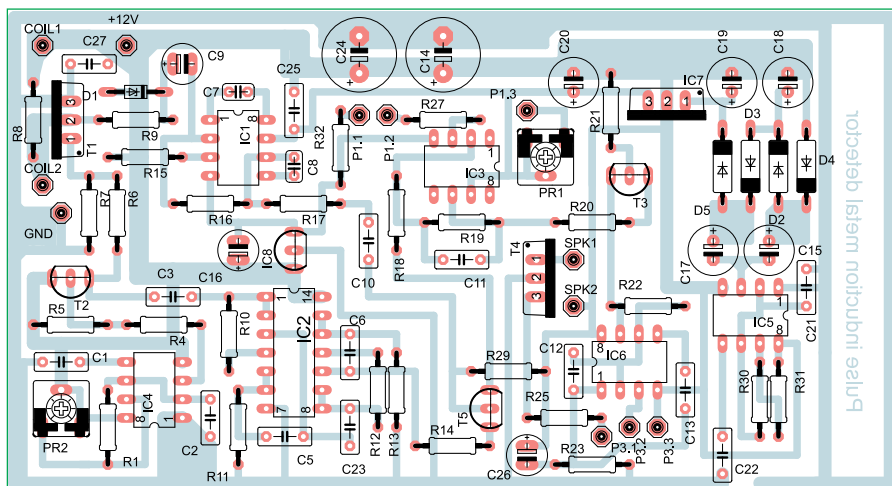 COIL1
+12V
C27
C9
C24
C14
C20
C19
C18
D1
C7
C25
R8
3
2
1
T1
R9
R15
1
8
IC1
C8
R32
P1.1
P1.2
R27
P1.3
R21
IC7
3 2 1
D3
D4
COIL2
GND
R7
R6
R16
R17
1
IC3
8
PR1
T3
D5
D2
R18
R19
R20
T4
SPK1
IC8
C10
C11
1
2
3
SPK2
C17
C15
C21
T2
C3
C16
R5
R4
R10
1
14
IC2
7
8
C6
R22
8
IC6
1
1
IC5
8
C1
PR2
8
IC4
1
R1
C2
R11
C5
C23
R12
R13
R14
R29
T5
C12
R25
C26
R23
P3.1
P3.2
P3.3
C13
R30
R31
C22
Pulse induction metal detector